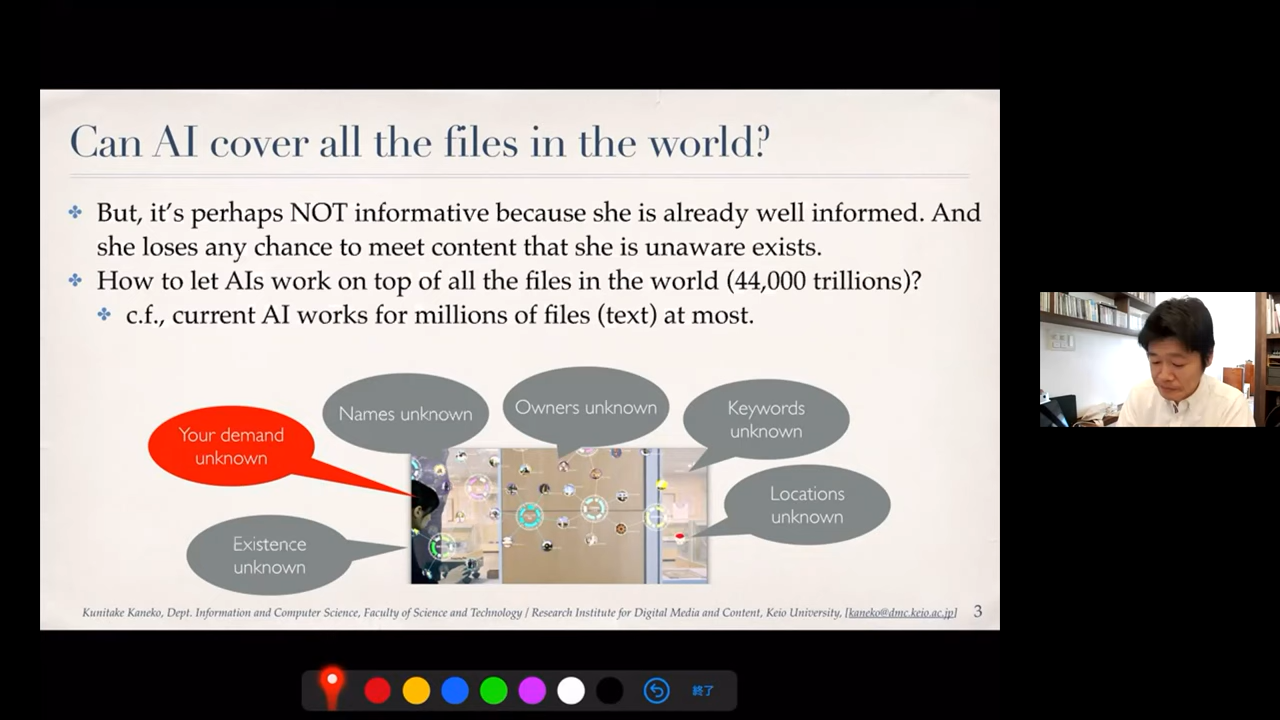 Can AI cover all the files in the world?
But, it's perhaps NOT informative because she is already well informed. And
she loses any chance to meet content that she is unaware exists.
How to let AIs work on top of all the files in the world (44,000 trillions)?
c.f., current AI works for millions of files (text) at most.
Your demand
unknown
Names unknown
Owners unknown
Keywords
unknown
Locations
unknown
Existence
unknown
Kunitake Kaneko, Dept. Information and Computer Science, Faculty of Science and Technology / Research Institute for Digital Media and Content, Keio University, [kaneko@dmc.keio.ac.jp]
3
終了